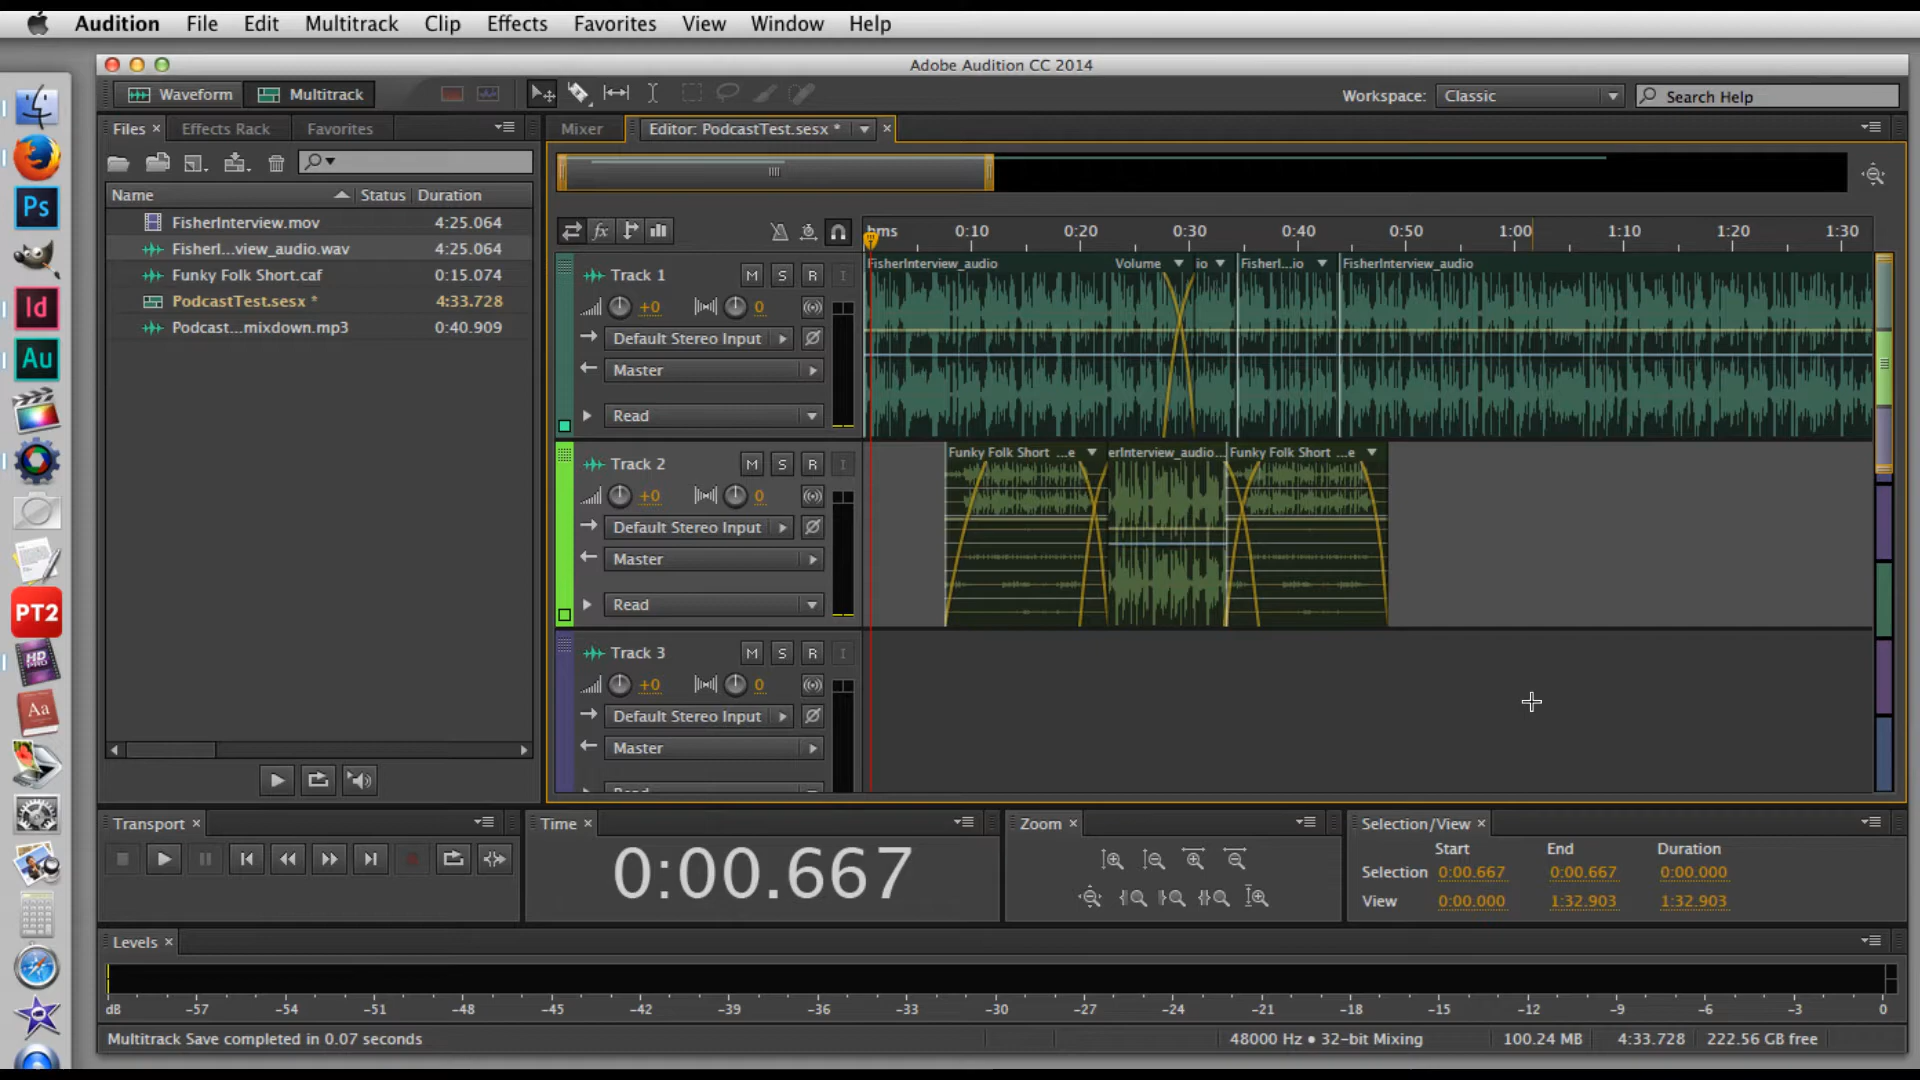 Audition File Edit Multitrack Clip Effects Favorites View Window Help
Adobe Audition CC 2014
Waveform Multitrack Workspace: Classic Search Help
Files × Effects Rack Favorites
Mixer Editor: PodcastTest.sesx * ×
Name Status Duration
FisherInterview.mov 4:25.064
FisherI...view_audio.wav 4:25.064
Funky Folk Short.caf 0:15.074
PodcastTest.sesx * 4:33.728
Podcast...mixdown.mp3 0:40.909
fx
hms 0:10 0:20 0:30 0:40 0:50 1:00 1:10 1:20 1:30
Track 1 M S R I
FisherInterview_audio Volume io FisherI...io FisherInterview_audio
+0 0
Default Stereo Input
Master
Read
Track 2 M S R I
Funky Folk Short ...e erInterview_audio... Funky Folk Short ...e
+0 0
Default Stereo Input
Master
Read
Track 3 M S R I
+0 0
Default Stereo Input
Master
Read
Ps
Id
Au
PT2
HD
PRO
Aa
Transport × Time × Zoom × Selection/View ×
0:00.667
Start End Duration
Selection 0:00.667 0:00.667 0:00.000
View 0:00.000 1:32.903 1:32.903
Levels ×
dB -57 -54 -51 -48 -45 -42 -39 -36 -33 -30 -27 -24 -21 -18 -15 -12 -9 -6 -3 0
Multitrack Save completed in 0.07 seconds 48000 Hz • 32-bit Mixing 100.24 MB 4:33.728 222.56 GB free